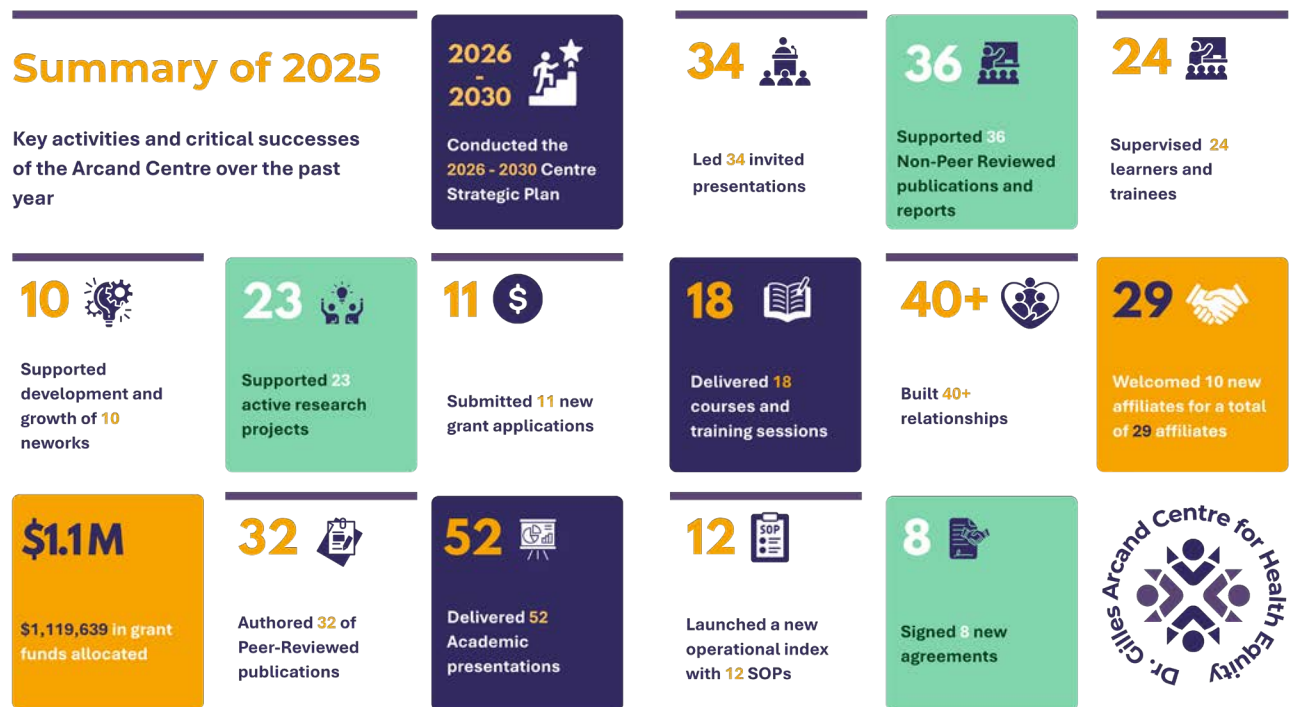 Summary of 2025
Key activities and critical successes
of the Arcand Centre over the past
year
2026
-
2030
Conducted the
2026 - 2030 Centre
Strategic Plan
34
Led 34 invited
presentations
36
Supported 36
Non-Peer Reviewed
publications and
reports
24
Supervised 24
learners and
trainees
10
Supported
development and
growth of 10
neworks
23
Supported 23
active research
projects
11
$
Submitted 11 new
grant applications
18
Delivered 18
courses and
training sessions
40+
Built 40+
relationships
29
Welcomed 10 new
affiliates for a total
of 29 affiliates
$1.1M
$1,119,639 in grant
funds allocated
32
Authored 32 of
Peer-Reviewed
publications
52
Delivered 52
Academic
presentations
12
SOP
Launched a new
operational index
with 12 SOPs
8
Signed 8 new
agreements
Dr. Gilles Arcand Centre for Health Equity